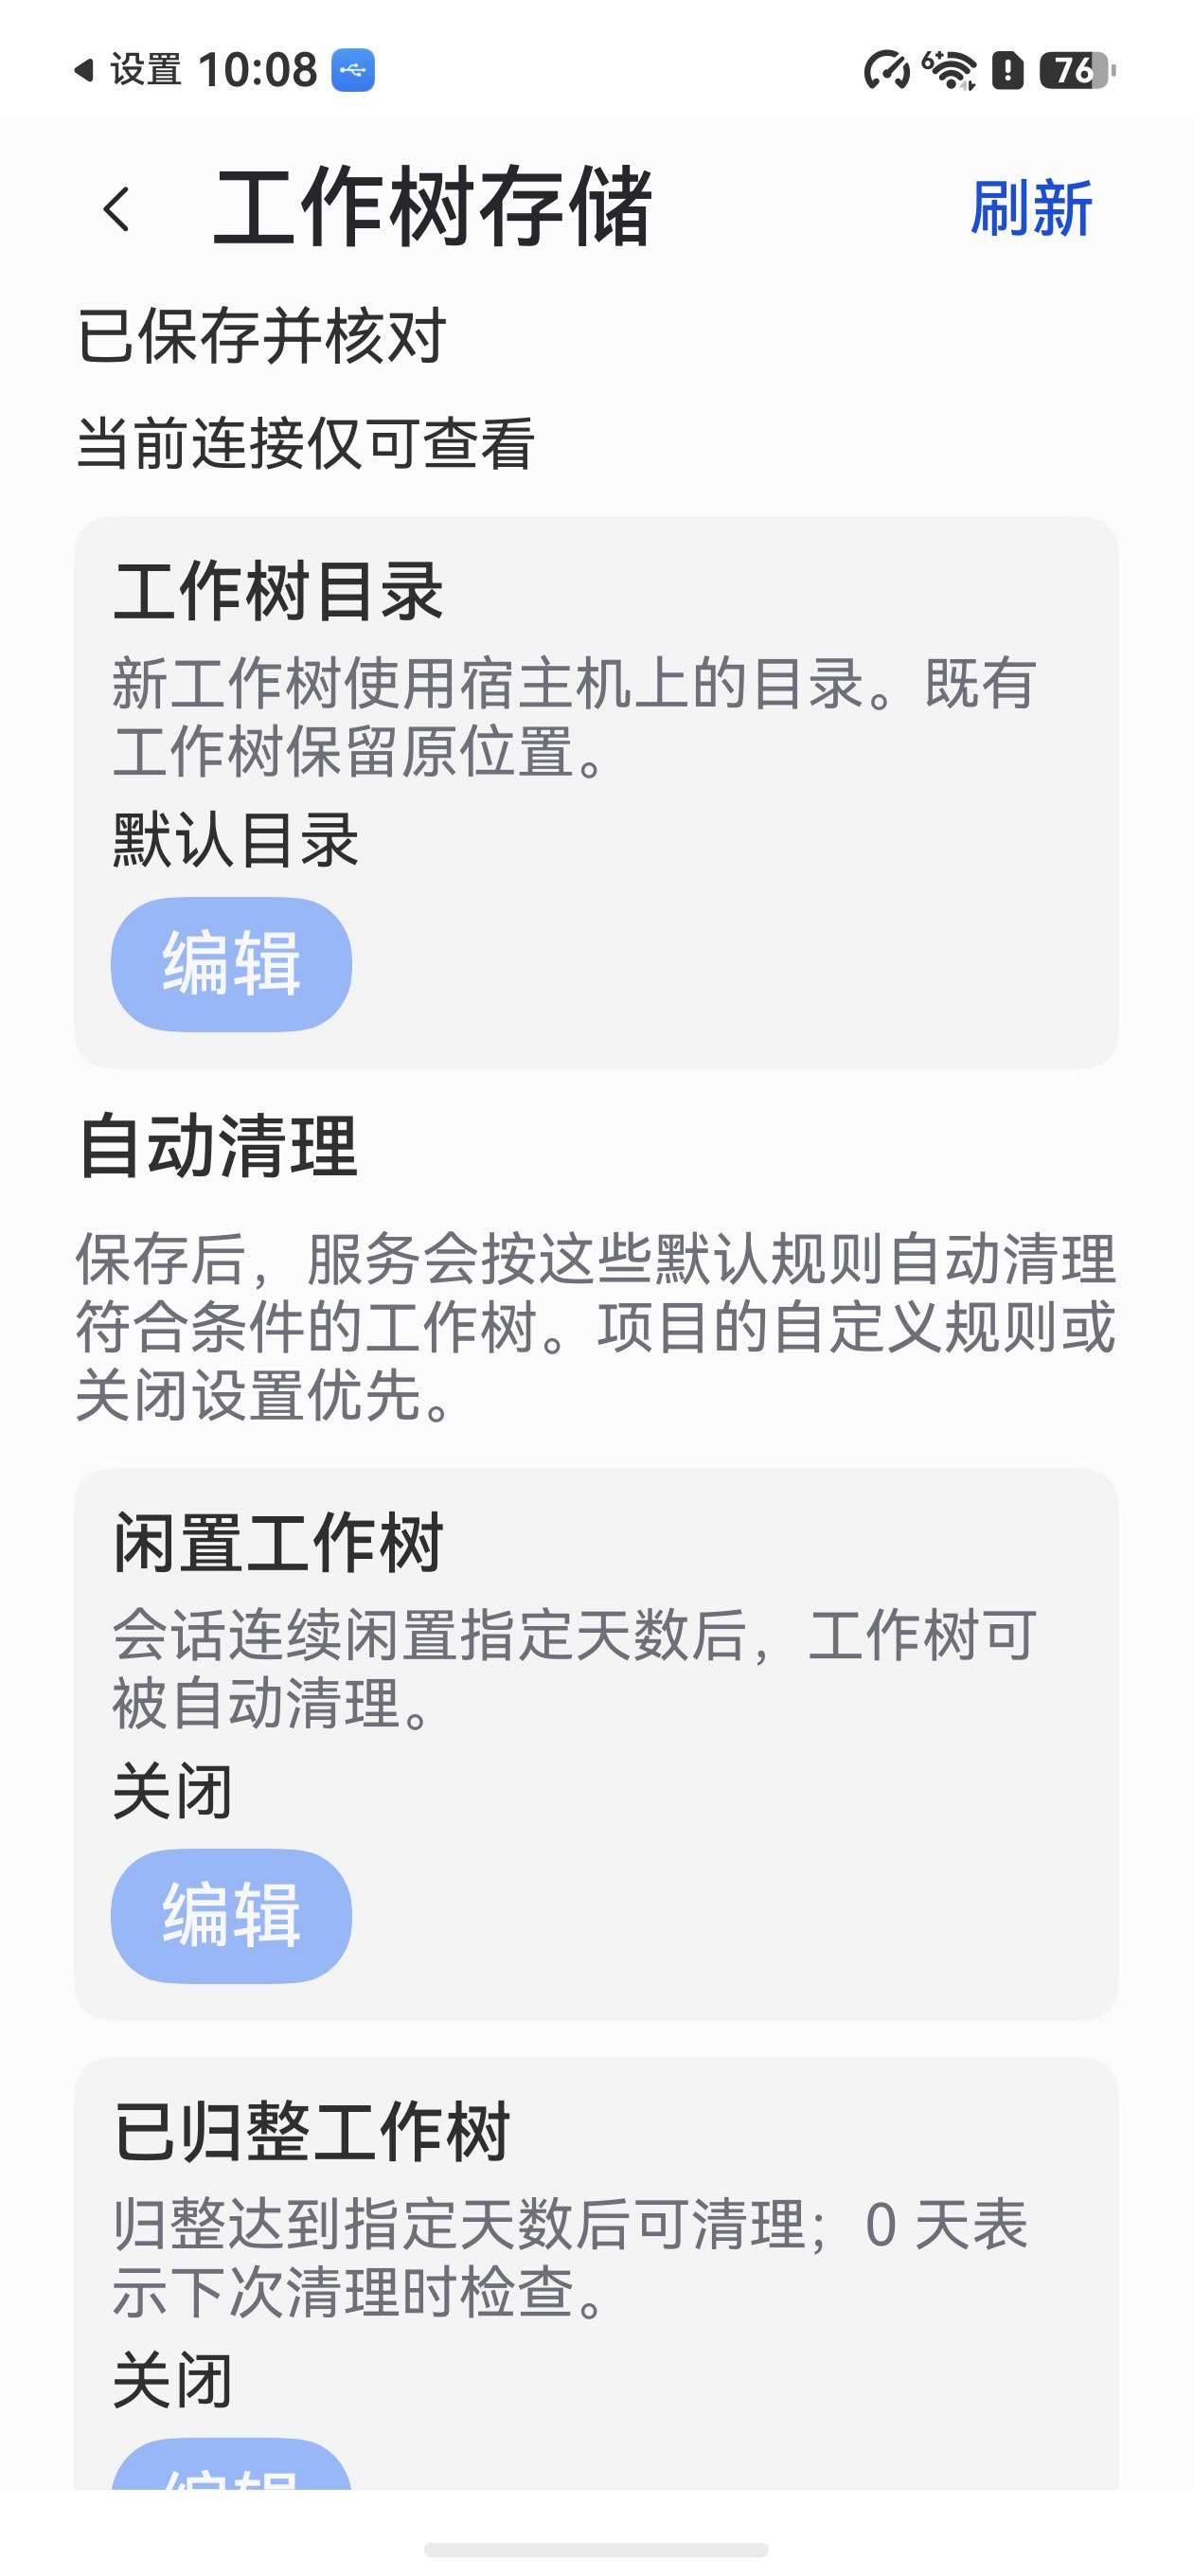 设置 10:08
6+
76
工作树存储
刷新
已保存并核对
当前连接仅可查看
工作树目录
新工作树使用宿主机上的目录。既有
工作树保留原位置。
默认目录
编辑
自动清理
保存后，服务会按这些默认规则自动清理
符合条件的工作树。项目的自定义规则或
关闭设置优先。
闲置工作树
会话连续闲置指定天数后，工作树可
被自动清理。
关闭
编辑
已归整工作树
归整达到指定天数后可清理；0 天表
示下次清理时检查。
关闭
编辑